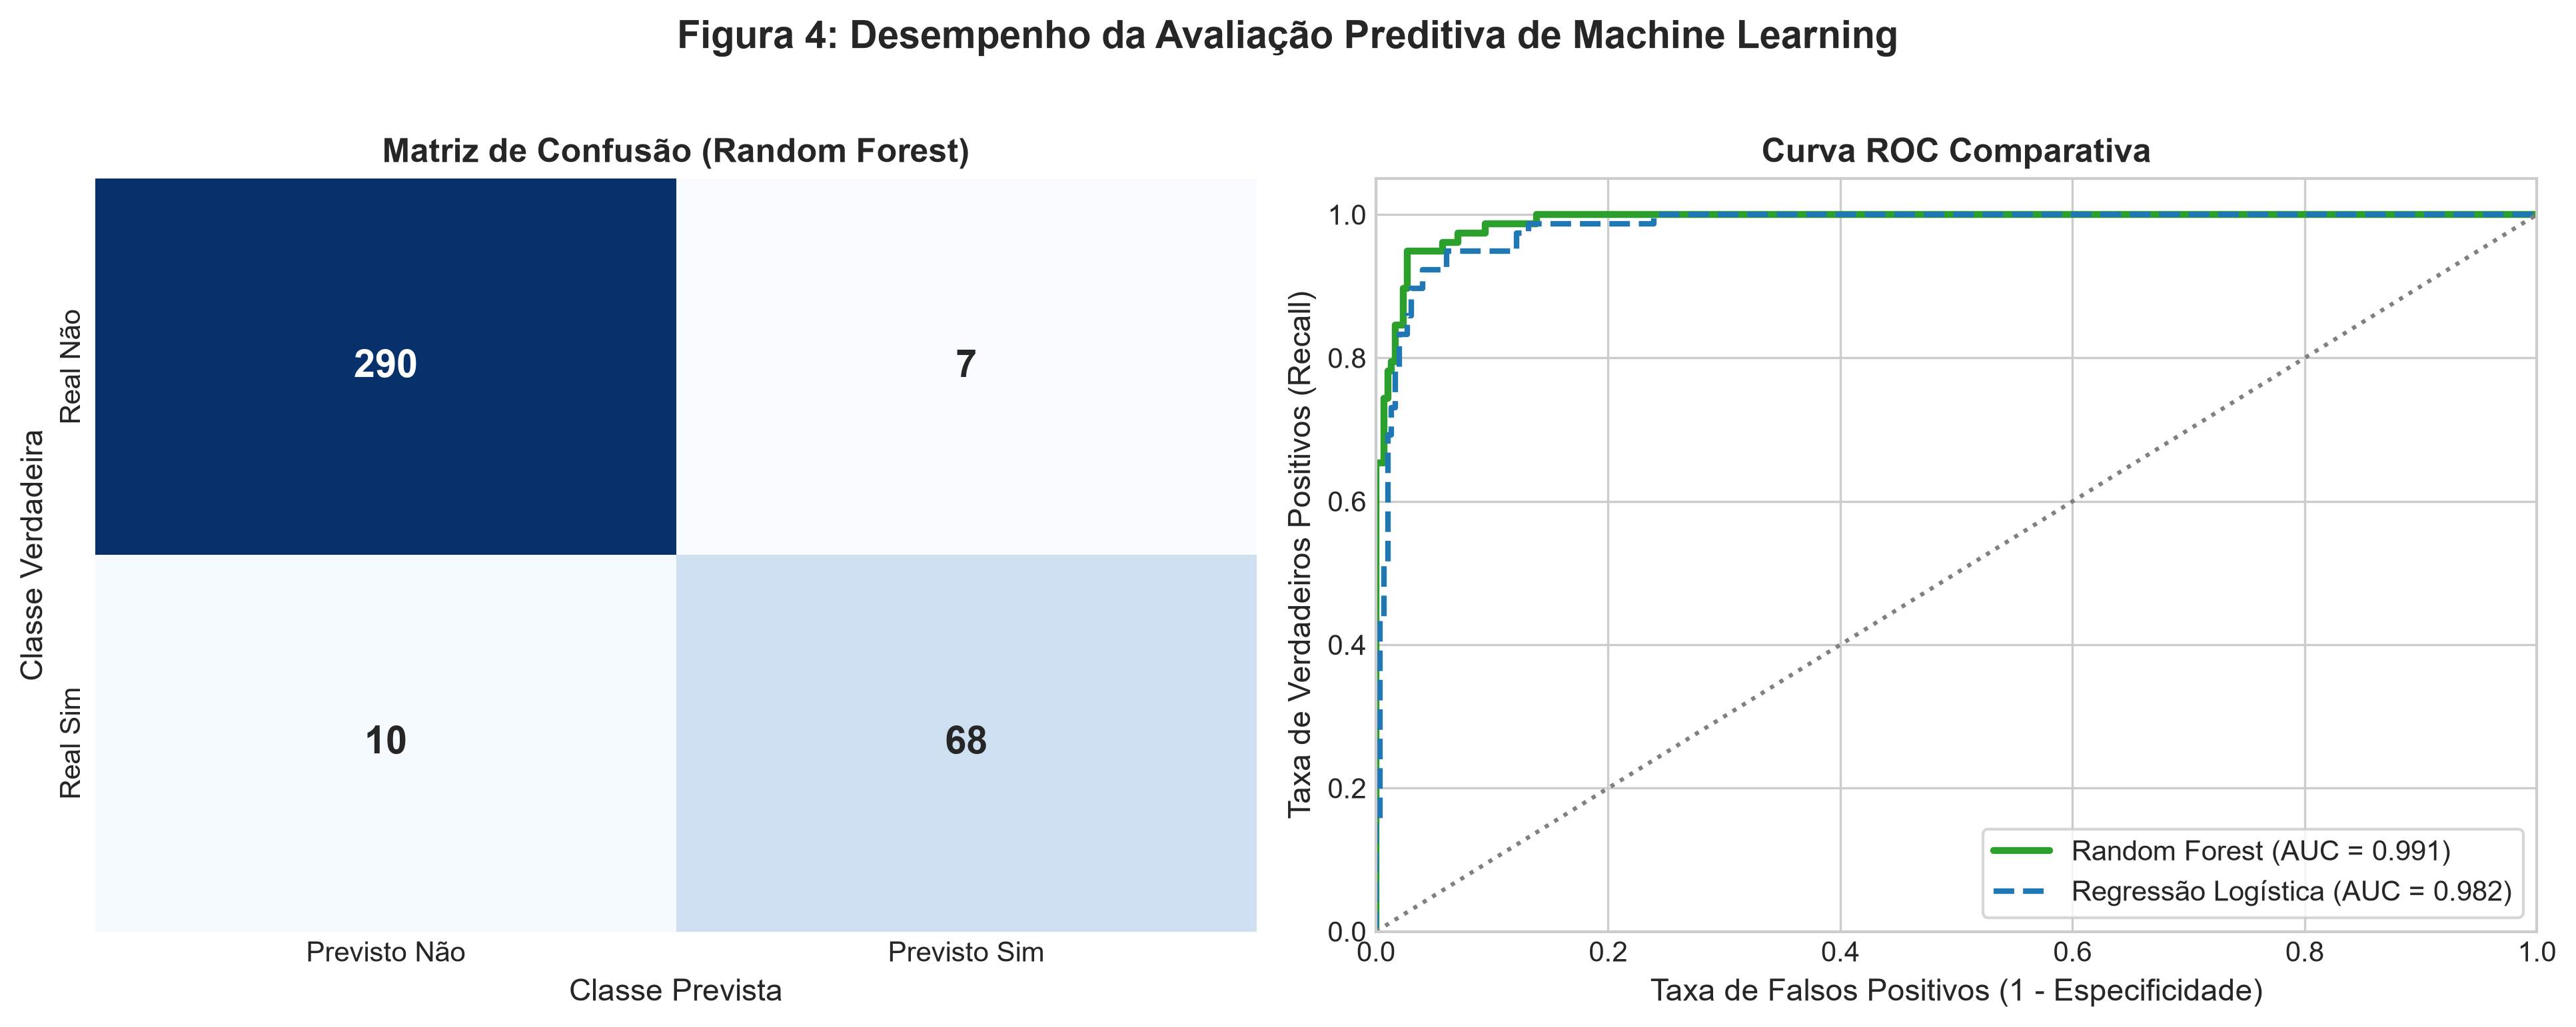 Figura 4: Desempenho da Avaliação Preditiva de Machine Learning
Matriz de Confusão (Random Forest)
Classe Verdadeira
Real Não
Real Sim
290
7
10
68
Previsto Não
Previsto Sim
Classe Prevista
Curva ROC Comparativa
Taxa de Verdadeiros Positivos (Recall)
1.0
0.8
0.6
0.4
0.2
0.0
Random Forest (AUC = 0.991)
Regressão Logística (AUC = 0.982)
0.0
0.2
0.4
0.6
0.8
1.0
Taxa de Falsos Positivos (1 - Especificidade)